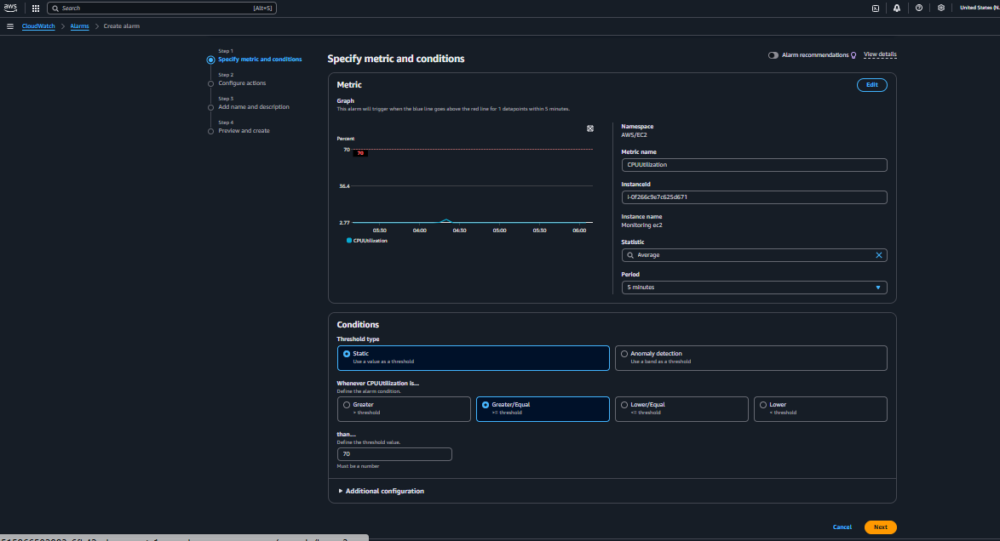 aws
Search [Alt+S]
United States (N.
CloudWatch > Alarms > Create alarm
Step 1
Specify metric and conditions
Step 2
Configure actions
Step 3
Add name and description
Step 4
Preview and create
Specify metric and conditions
Alarm recommendations View details
Metric
Edit
Graph
This alarm will trigger when the blue line goes above the red line for 1 datapoints within 5 minutes.
Percent
70
70
36.4
2.77
03:30 04:00 04:30 05:00 05:30 06:00
CPUUtilization
Namespace
AWS/EC2
Metric name
CPUUtilization
InstanceId
i-0f266c9e7c625d671
Instance name
Monitoring ec2
Statistic
Average
Period
5 minutes
Conditions
Threshold type
Static
Use a value as a threshold
Anomaly detection
Use a band as a threshold
Whenever CPUUtilization is...
Define the alarm condition.
Greater
> threshold
Greater/Equal
>= threshold
Lower/Equal
<= threshold
Lower
< threshold
than...
Define the threshold value.
70
Must be a number
Additional configuration
Cancel Next